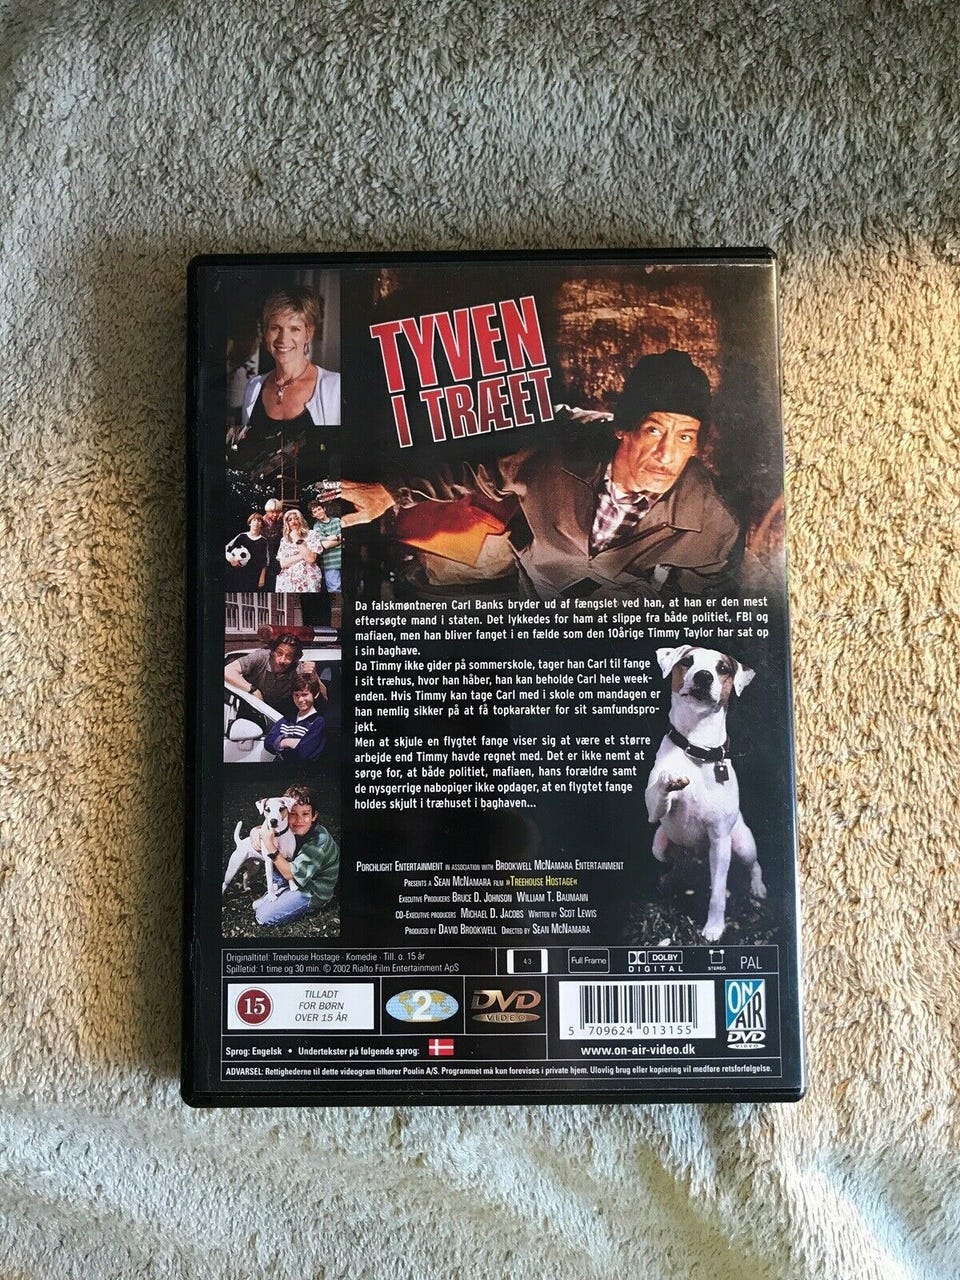 TYVEN
I TRÆET
Da falskmøntneren Carl Banks bryder ud af fængslet ved han, at han er den mest
eftersøgte mand i staten. Det lykkedes for ham at slippe fra både politiet, FBI og
mafiaen, men han bliver fanget i en fælde som den 10årige Timmy Taylor har sat op
i sin baghave.
Da Timmy ikke gider på sommerskole, tager han Carl til fange
i sit træhus, hvor han håber, han kan beholde Carl hele week-
enden. Hvis Timmy kan tage Carl med i skole om mandagen er
han nemlig sikker på at få topkarakter for sit samfundspro-
jekt.
Men at skjule en flygtet fange viser sig at være et større
arbejde end Timmy havde regnet med. Det er ikke nemt at
sørge for, at både politiet, mafiaen, hans forældre samt
de nysgerrige nabopiger ikke opdager, at en flygtet fange
holdes skjult i træhuset i baghaven...
PORCHLIGHT ENTERTAINMENT IN ASSOCIATION WITH BROOKWELL MCNAMARA ENTERTAINMENT
PRESENTS A SEAN MCNAMARA FILM »TREEHOUSE HOSTAGE«
EXECUTIVE PRODUCERS BRUCE D. JOHNSON WILLIAM T. BAUMANN
CO-EXECUTIVE PRODUCERS MICHAEL D. JACOBS WRITTEN BY SCOT LEWIS
PRODUCED BY DAVID BROOKWELL DIRECTED BY SEAN MCNAMARA
Originaltitel: Treehouse Hostage · Komedie · Till. o. 15 år
Spilletid: 1 time og 30 min. © 2002 Rialto Film Entertainment ApS
4:3
Full Frame
DOLBY
DIGITAL
STEREO
PAL
15
TILLADT
FOR BØRN
OVER 15 ÅR
2
DVD
VIDEO
5 709624 013155
www.on-air-video.dk
ON
AIR
DVD
VIDEO
Sprog: Engelsk • Undertekster på følgende sprog:
ADVARSEL: Rettighederne til dette videogram tilhører Poulin A/S. Programmet må kun forevises i private hjem. Ulovlig brug eller kopiering vil medføre retsforfølgelse.